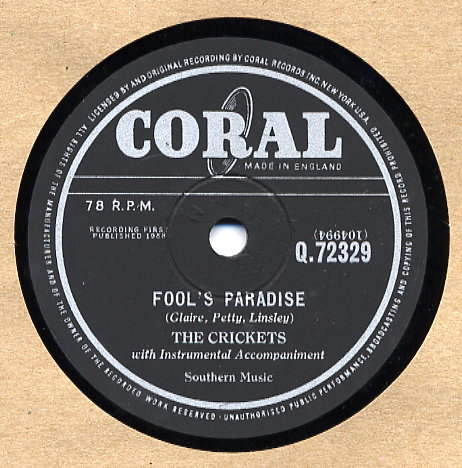 ALL RIGHTS OF THE MANUFACTURER AND OF THE OWNER OF THE RECORDED WORK RESERVED - UNAUTHORISED PUBLIC PERFORMANCE, BROADCASTING AND COPYING OF THIS RECORD PROHIBITED
LICENSED BY AND ORIGINAL RECORDING BY CORAL RECORDS INC. NEW YORK. U.S.A.
CORAL
MADE IN ENGLAND
78 R.P.M.
RECORDING FIRST
PUBLISHED 1958
(104994)
Q.72329
FOOL'S PARADISE
(Glaire, Petty, Linsley)
THE CRICKETS
with Instrumental Accompaniment
Southern Music